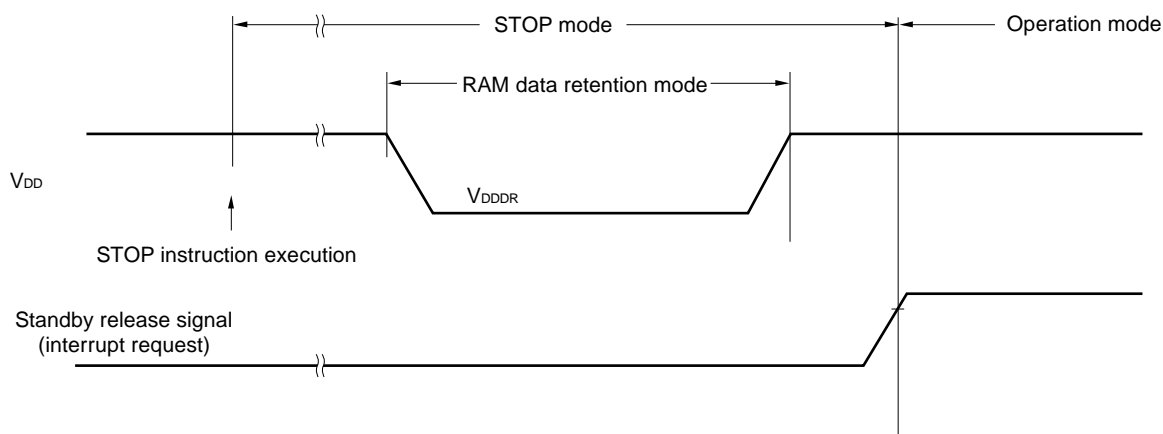 STOP mode
Operation mode
RAM data retention mode
VDD
VDDDR
STOP instruction execution
Standby release signal
(interrupt request)